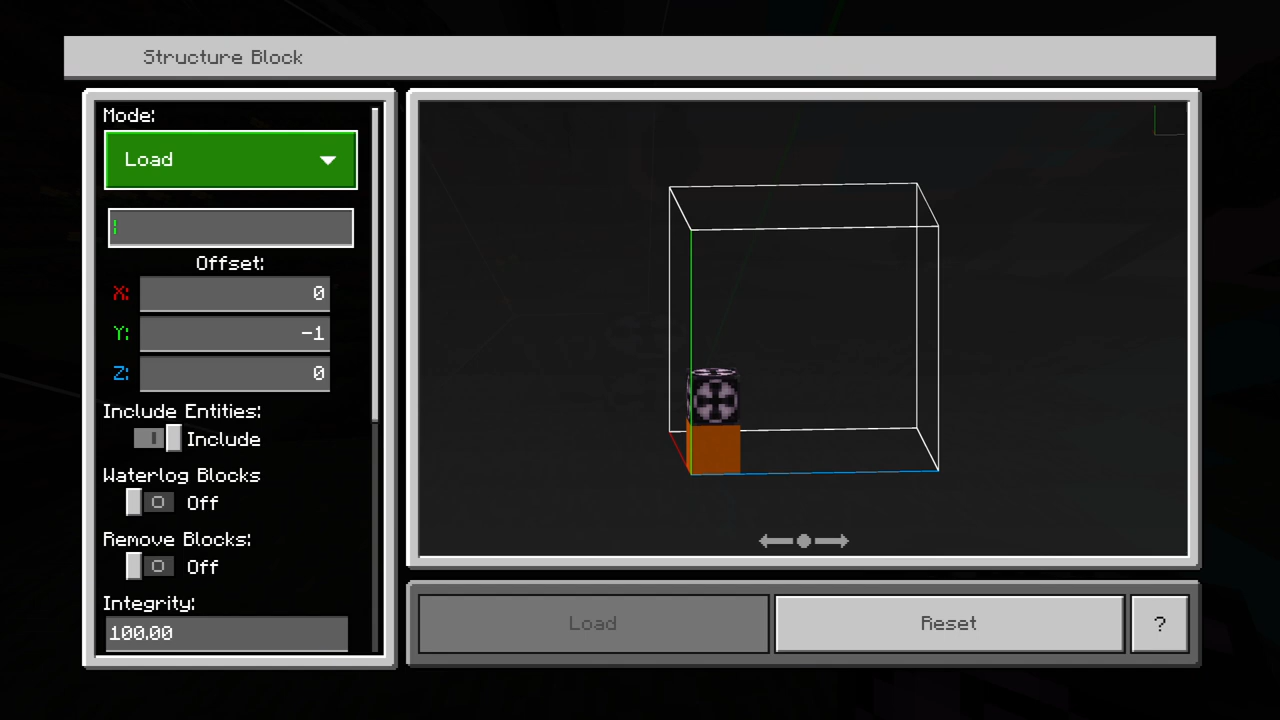 Structure Block
Mode:
Load
Offset:
X: 0
Y: -1
Z: 0
Include Entities:
Include
Waterlog Blocks
Off
Remove Blocks:
Off
Integrity:
100.00
Load
Reset
?